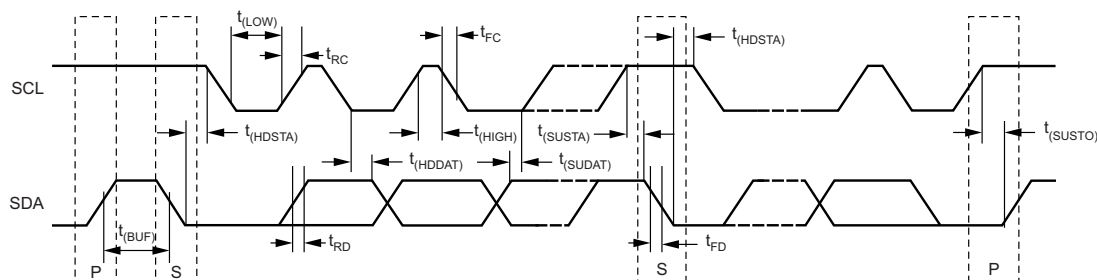 t(LOW)
tRC
tFC
t(HDSTA)
SCL
t(HDSTA)
t(HIGH)
t(SUSTA)
t(SUSTO)
t(HDDAT)
t(SUDAT)
SDA
t(BUF)
tRD
tFD
P
S
S
P